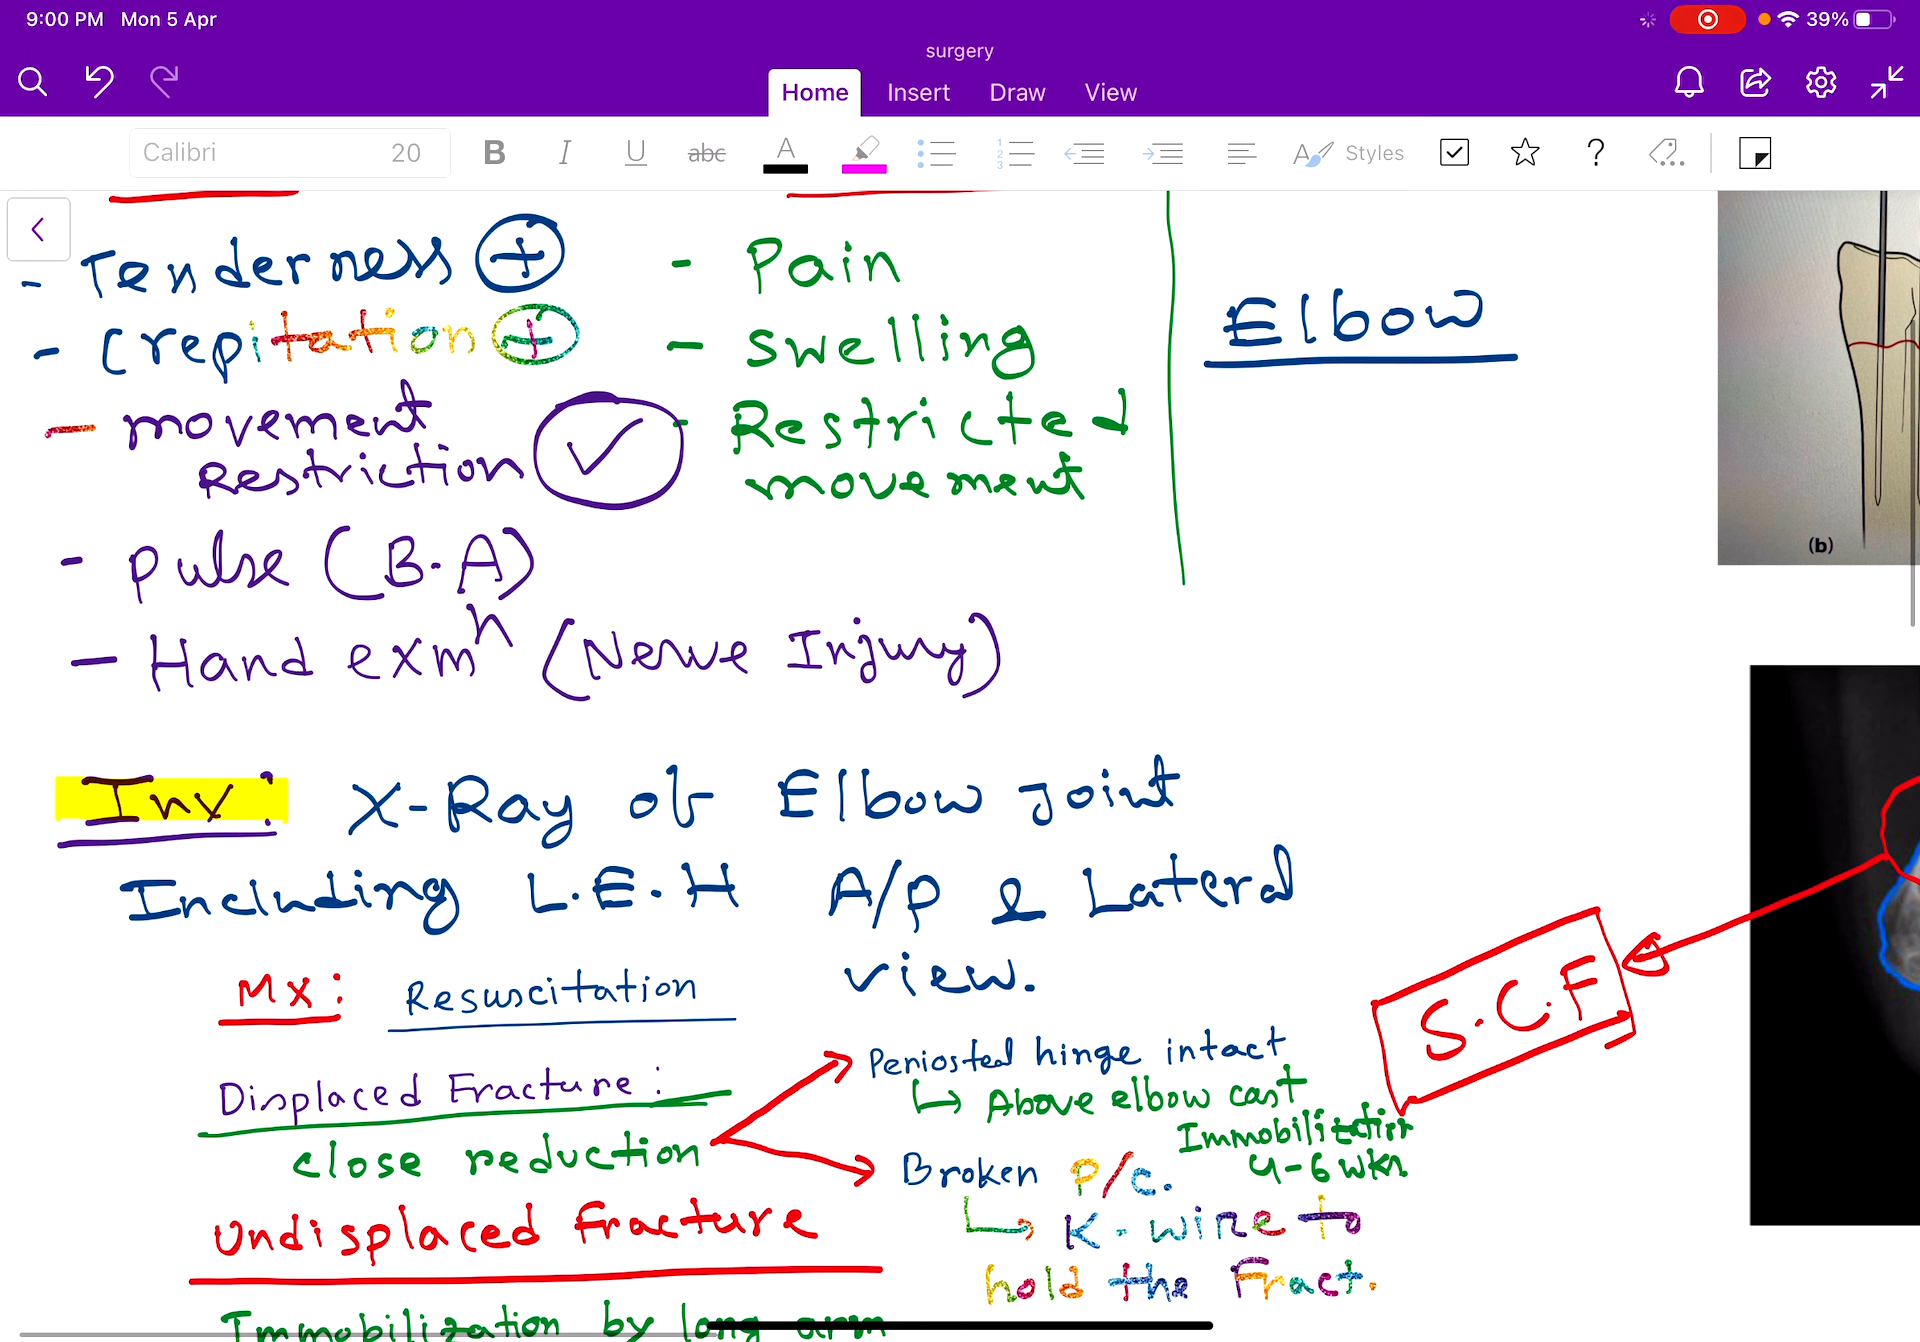 9:00 PM Mon 5 Apr
39%
surgery
Home Insert Draw View
Calibri 20 B I U abc A Styles
- Tenderness +
- Crepitation +
- movement
Restriction ✓
- pulse (B.A)
- Hand exmn (Nerve Injury)
- Pain
- Swelling
- Restricted
movement
Elbow
(b)
Inv: X-Ray of Elbow Joint
Including L.E.H A/P & Lateral
view.
Mx: Resuscitation
S.C.F
Displaced Fracture:
close reduction
Periosteal hinge intact
↳ Above elbow cast
Immobilization
4-6 wks
Broken P/C.
↳ K-wire to
hold the Fract.
Undisplaced fracture
Immobilization by long arm